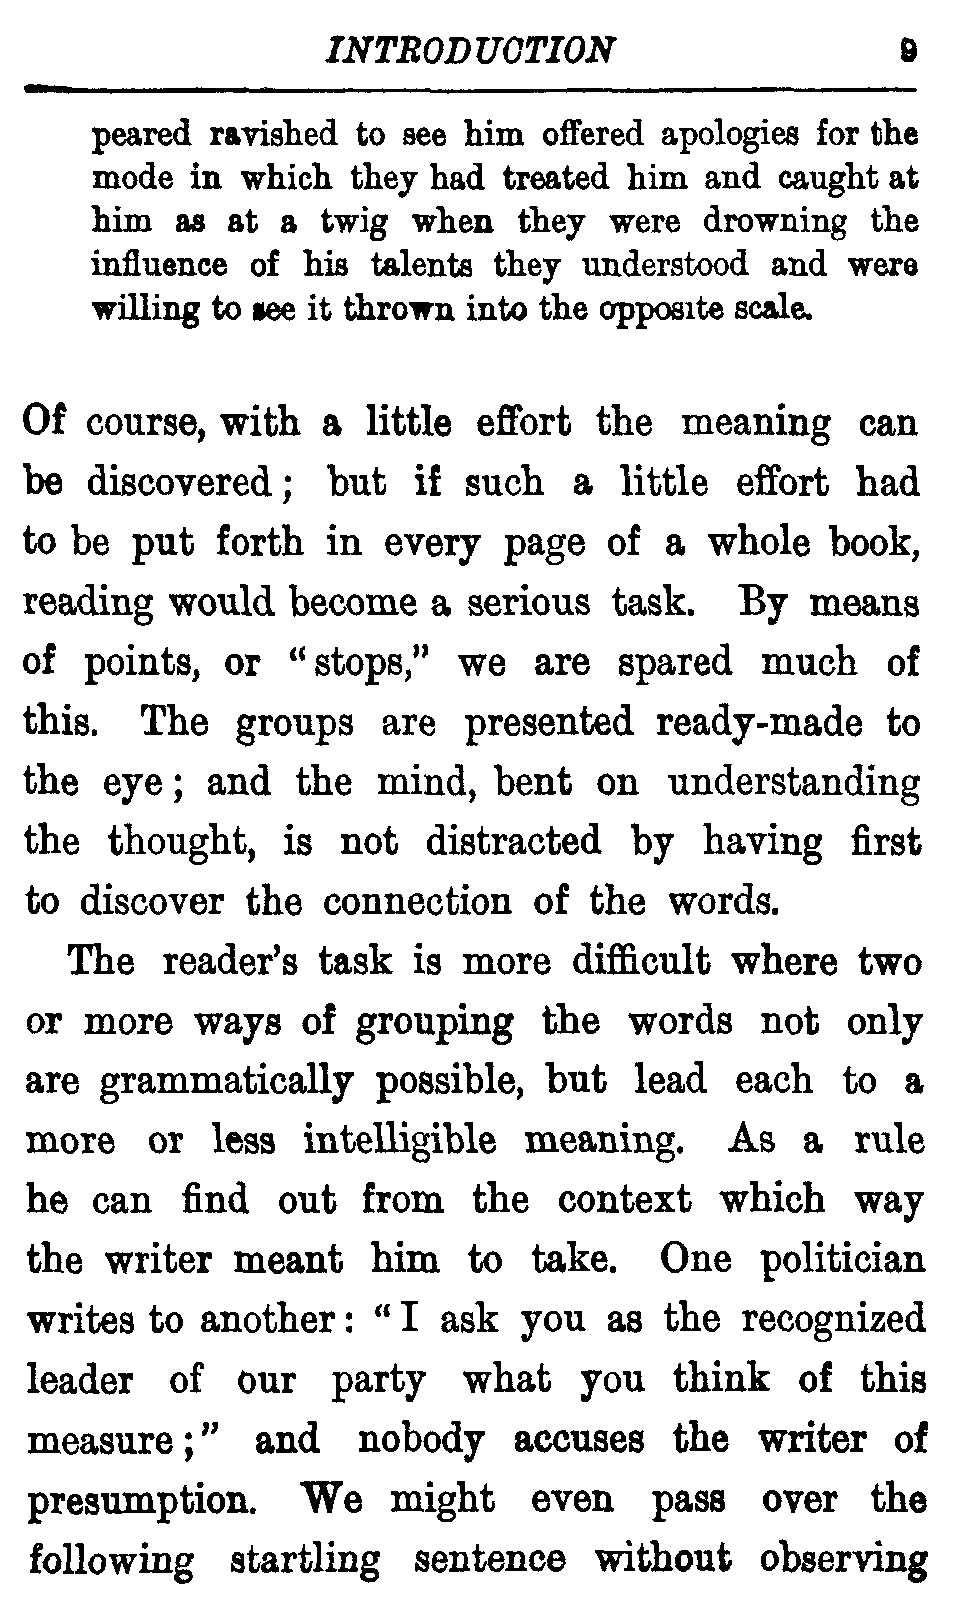 INTRODUCTION 9
peared ravished to see him offered apologies for the
mode in which they had treated him and caught at
him as at a twig when they were drowning the
influence of his talents they understood and were
willing to see it thrown into the opposite scale.
Of course, with a little effort the meaning can
be discovered; but if such a little effort had
to be put forth in every page of a whole book,
reading would become a serious task. By means
of points, or "stops," we are spared much of
this. The groups are presented ready-made to
the eye; and the mind, bent on understanding
the thought, is not distracted by having first
to discover the connection of the words.
The reader's task is more difficult where two
or more ways of grouping the words not only
are grammatically possible, but lead each to a
more or less intelligible meaning. As a rule
he can find out from the context which way
the writer meant him to take. One politician
writes to another: "I ask you as the recognized
leader of our party what you think of this
measure;" and nobody accuses the writer of
presumption. We might even pass over the
following startling sentence without observing